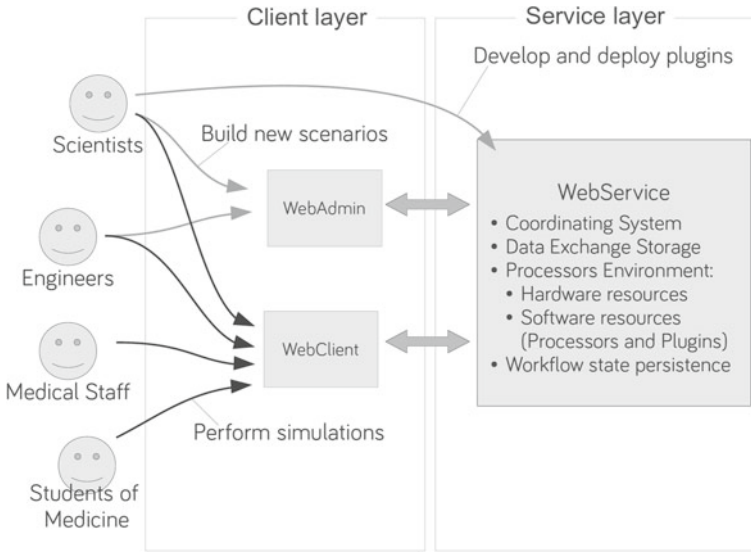 Client layer
Service layer
Develop and deploy plugins
Scientists
Build new scenarios
WebAdmin
WebService
• Coordinating System
• Data Exchange Storage
• Processors Environment:
• Hardware resources
• Software resources
(Processors and Plugins)
• Workflow state persistence
Engineers
WebClient
Medical Staff
Perform simulations
Students of
Medicine